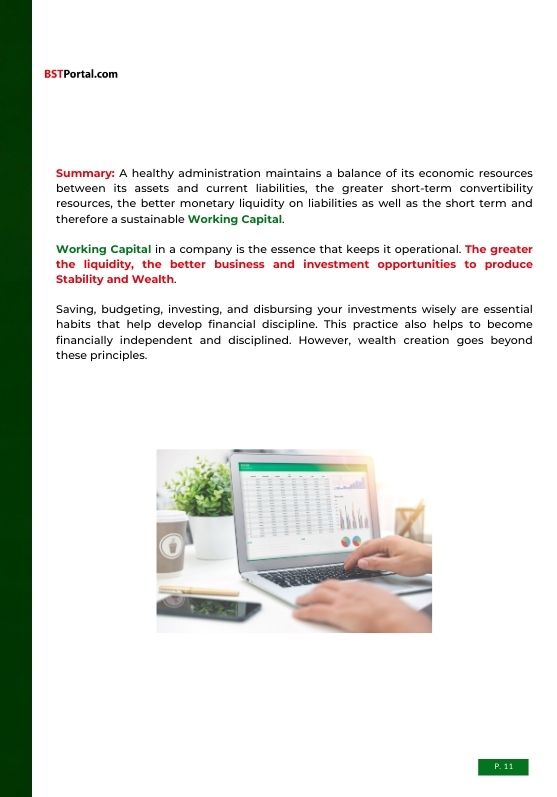 BSTPortal.com
Summary: A healthy administration maintains a balance of its economic resources
between its assets and current liabilities, the greater short-term convertibility
resources, the better monetary liquidity on liabilities as well as the short term and
therefore a sustainable Working Capital.
Working Capital in a company is the essence that keeps it operational. The greater
the liquidity, the better business and investment opportunities to produce
Stability and Wealth.
Saving, budgeting, investing, and disbursing your investments wisely are essential
habits that help develop financial discipline. This practice also helps to become
financially independent and disciplined. However, wealth creation goes beyond
these principles.
P. 11